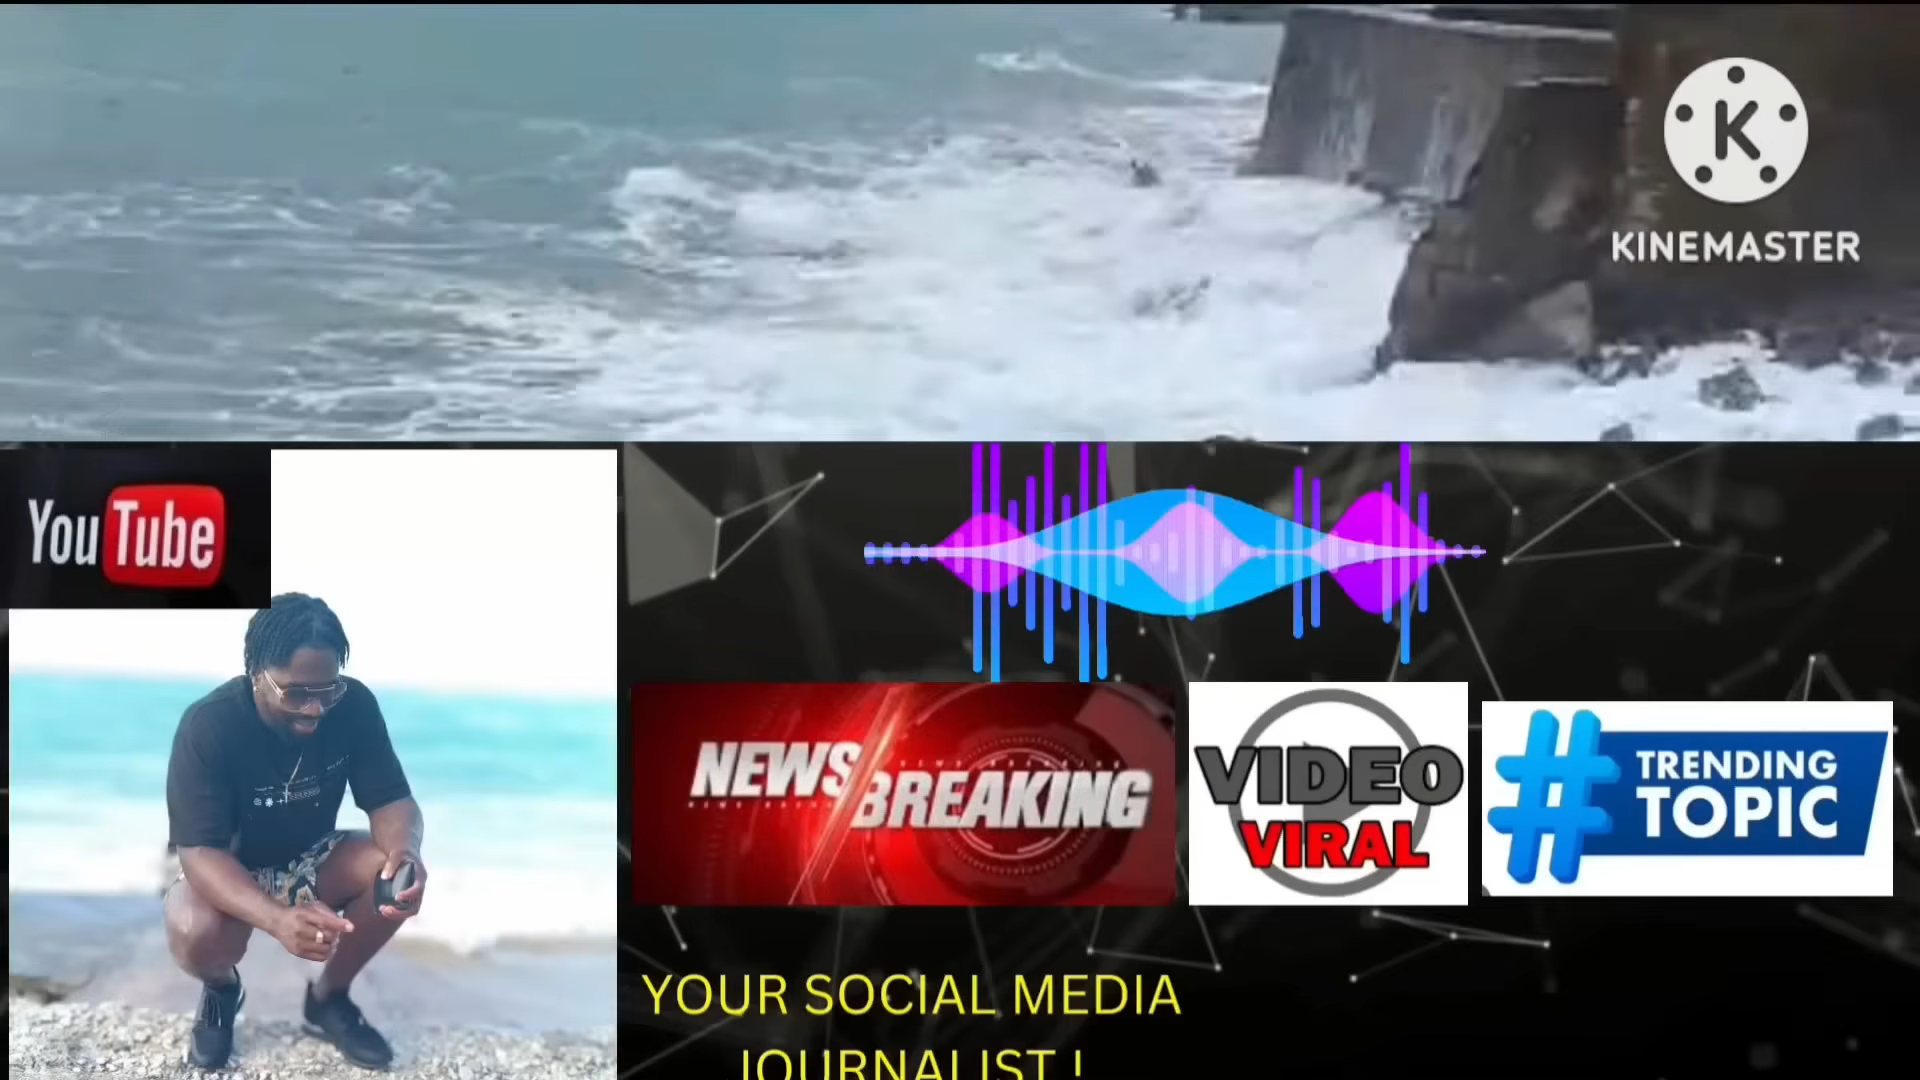 KINEMASTER
YouTube
NEWS
BREAKING
VIDEO
VIRAL
TRENDING
TOPIC
YOUR SOCIAL MEDIA
JOURNALIST !